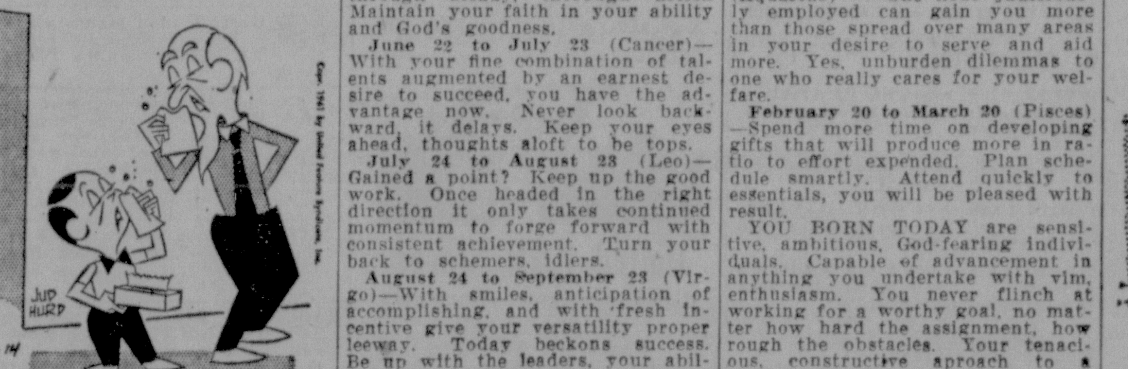 JUD
HURD
14
Copr 1961 by United Feature Syndicate, Inc.
Maintain your faith in your ability
and God's goodness.
June 22 to July 23 (Cancer)—
With your fine combination of tal-
ents augmented by an earnest de-
sire to succeed, you have the ad-
vantage now. Never look back-
ward, it delays. Keep your eyes
ahead, thoughts aloft to be tops.
July 24 to August 23 (Leo)—
Gained a point? Keep up the good
work. Once headed in the right
direction it only takes continued
momentum to forge forward with
consistent achievement. Turn your
back to schemers, idlers.
August 24 to September 23 (Vir-
go)—With smiles, anticipation of
accomplishing, and with fresh in-
centive give your versatility proper
leeway. Today beckons success.
Be up with the leaders, your abil-
ly employed can gain you more
than those spread over many areas
in your desire to serve and aid
more. Yes, unburden dilemmas to
one who really cares for your wel-
fare.
February 20 to March 20 (Pisces)
—Spend more time on developing
gifts that will produce more in ra-
tio to effort expended. Plan sche-
dule smartly. Attend quickly to
essentials, you will be pleased with
result.
YOU BORN TODAY are sensi-
tive, ambitious, God-fearing indivi-
duals. Capable of advancement in
anything you undertake with vim,
enthusiasm. You never flinch at
working for a worthy goal, no mat-
ter how hard the assignment, how
rough the obstacles. Your tenaci-
ous, constructive aproach to a